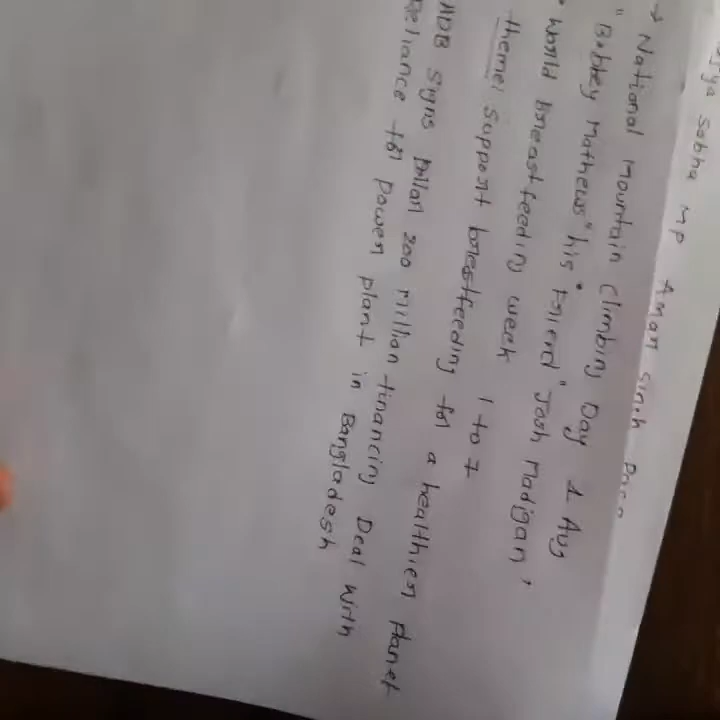 Sabha MP Amar Singh
→ National mountain climbing Day 1 Aug
"Bobby Mathews" his "Friend "Josh Madigan'
• World Breastfeeding week 1 to 7
theme: Support breastfeeding for a healthier Planet
ADB Signs Dollar 200 million financing Deal With
Reliance for power plant in Bangladesh